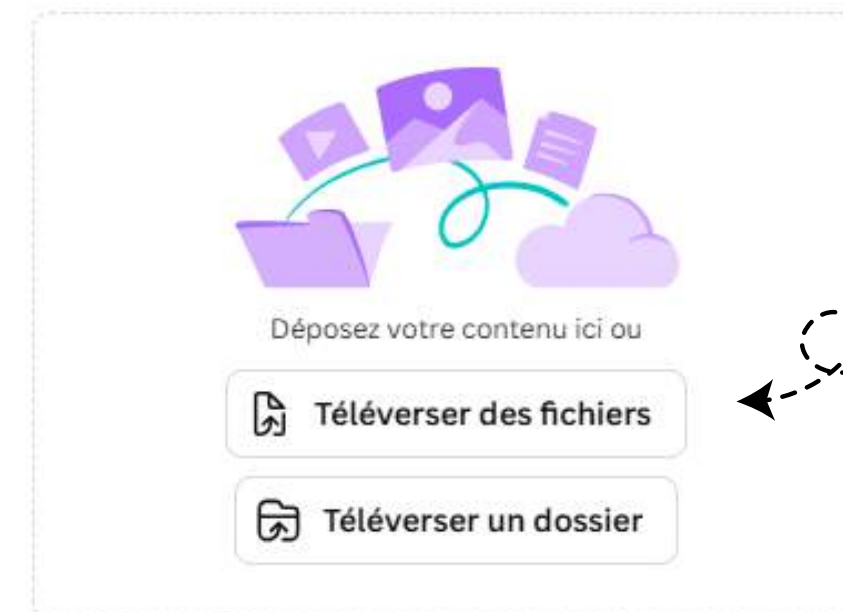 Déposez votre contenu ici ou
Téléverser des fichiers
Téléverser un dossier